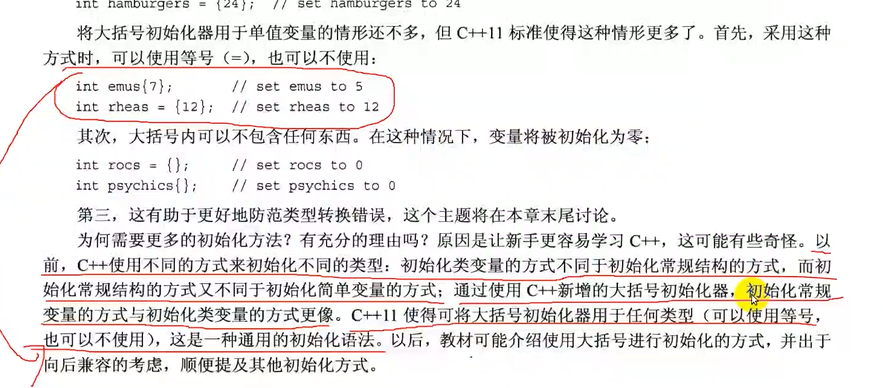 int hamburgers = {24};  // set hamburgers to 24
将大括号初始化器用于单值变量的情形还不多，但 C++11 标准使得这种情形更多了。首先，采用这种
方式时，可以使用等号（=），也可以不使用：
int emus{7};       // set emus to 5
int rheas = {12};  // set rheas to 12
其次，大括号内可以不包含任何东西。在这种情况下，变量将被初始化为零：
int rocs = {};     // set rocs to 0
int psychics{};    // set psychics to 0
第三，这有助于更好地防范类型转换错误，这个主题将在本章末尾讨论。
为何需要更多的初始化方法？有充分的理由吗？原因是让新手更容易学习 C++，这可能有些奇怪。以
前，C++使用不同的方式来初始化不同的类型：初始化类变量的方式不同于初始化常规结构的方式，而初
始化常规结构的方式又不同于初始化简单变量的方式；通过使用 C++新增的大括号初始化器，初始化常规
变量的方式与初始化类变量的方式更像。C++11 使得可将大括号初始化器用于任何类型（可以使用等号，
也可以不使用），这是一种通用的初始化语法。以后，教材可能介绍使用大括号进行初始化的方式，并出于
向后兼容的考虑，顺便提及其他初始化方式。